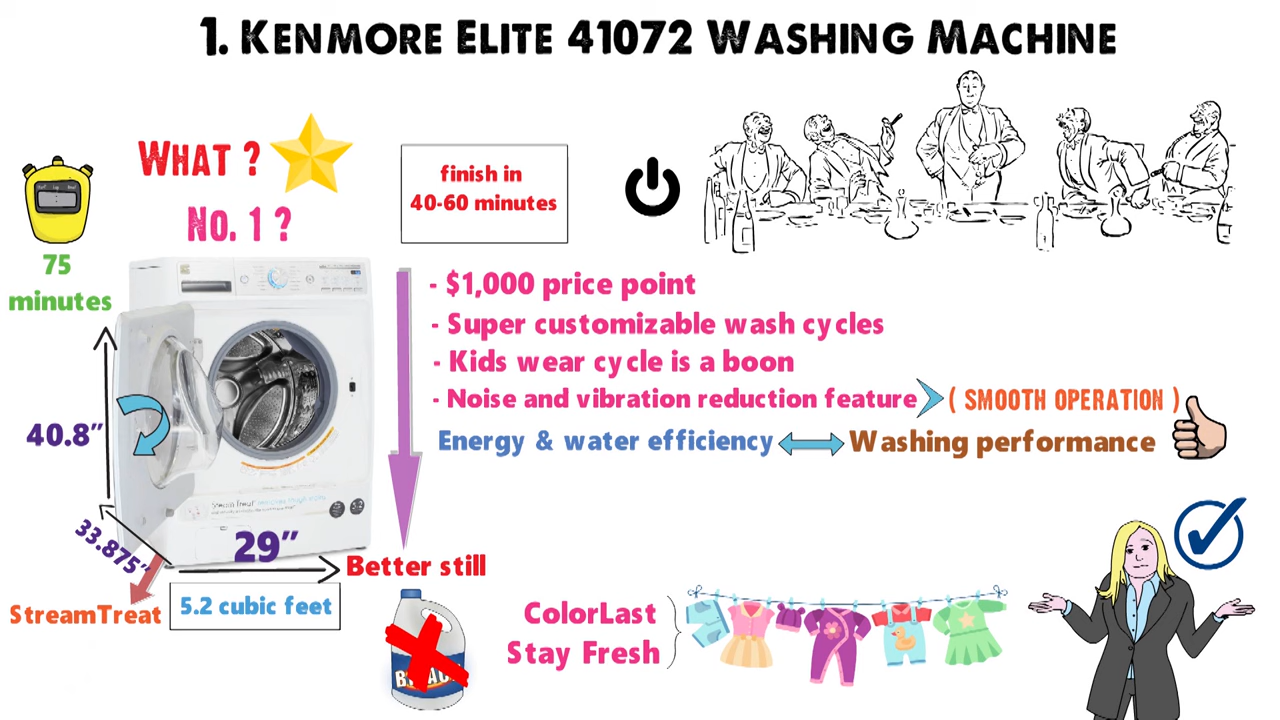 1. KENMORE ELITE 41072 WASHING MACHINE
WHAT ?
NO. 1 ?
finish in
40-60 minutes
75
minutes
- $1,000 price point
- Super customizable wash cycles
- Kids wear cycle is a boon
- Noise and vibration reduction feature
( SMOOTH OPERATION )
Energy & water efficiency
Washing performance
40.8"
33.875"
29"
Better still
StreamTreat
5.2 cubic feet
ColorLast
Stay Fresh